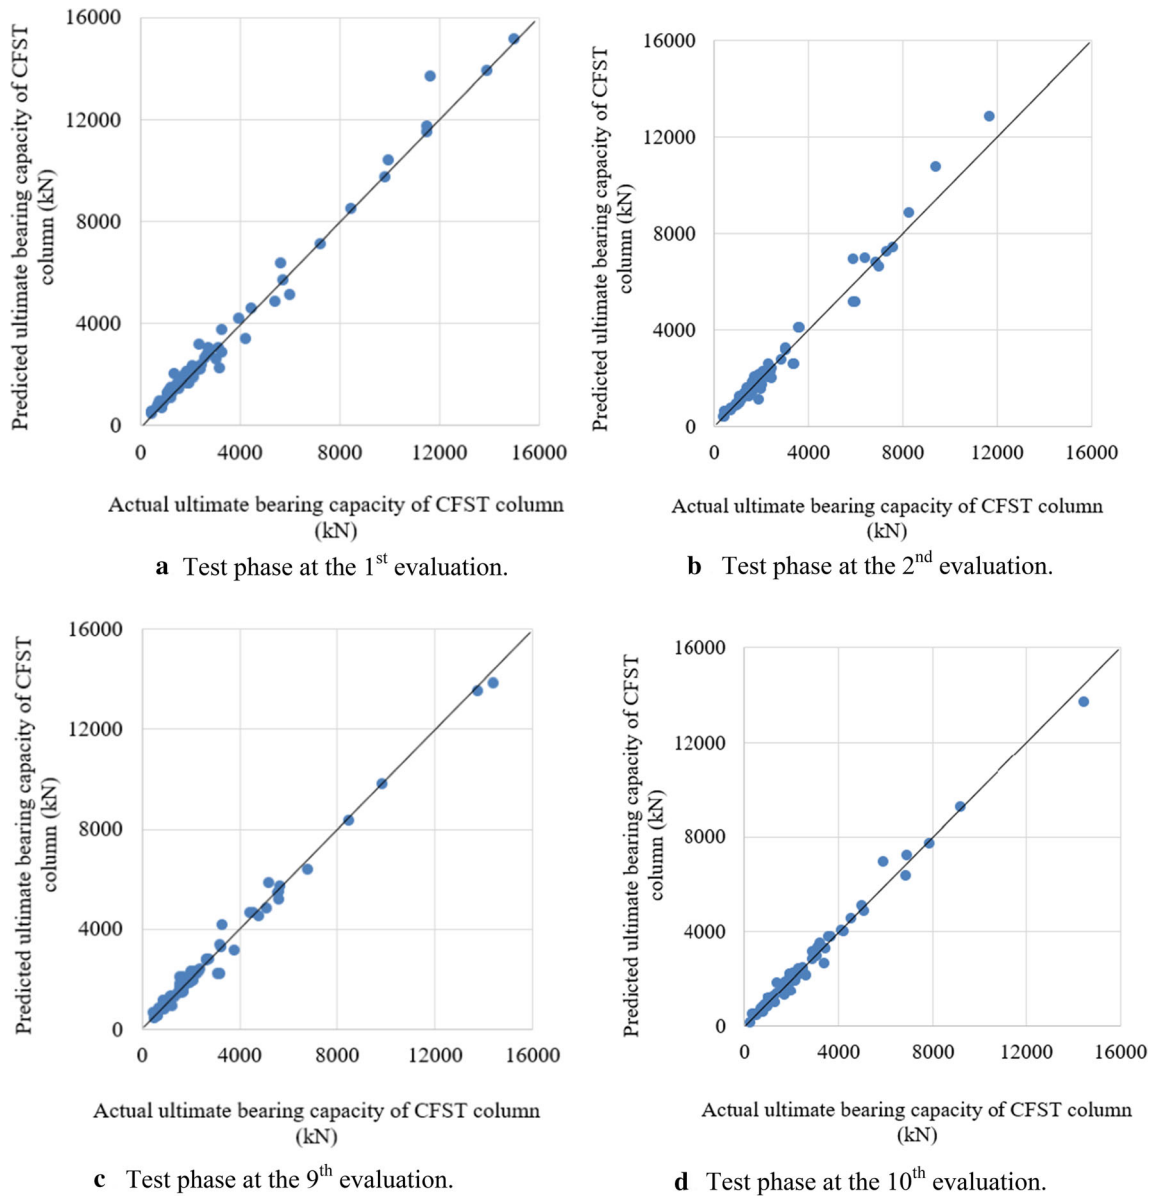 Predicted ultimate bearing capacity of CFST
column (kN)
16000
12000
8000
4000
0
0 4000 8000 12000 16000
Actual ultimate bearing capacity of CFST column
(kN)
a Test phase at the 1st evaluation.
Predicted ultimate bearing capacity of CFST
column (kN)
16000
12000
8000
4000
0
0 4000 8000 12000 16000
Actual ultimate bearing capacity of CFST column
(kN)
b Test phase at the 2nd evaluation.
Predicted ultimate bearing capacity of CFST
column (kN)
16000
12000
8000
4000
0
0 4000 8000 12000 16000
Actual ultimate bearing capacity of CFST column
(kN)
c Test phase at the 9th evaluation.
Predicted ultimate bearing capacity of CFST
column (kN)
16000
12000
8000
4000
0
0 4000 8000 12000 16000
Actual ultimate bearing capacity of CFST column
(kN)
d Test phase at the 10th evaluation.